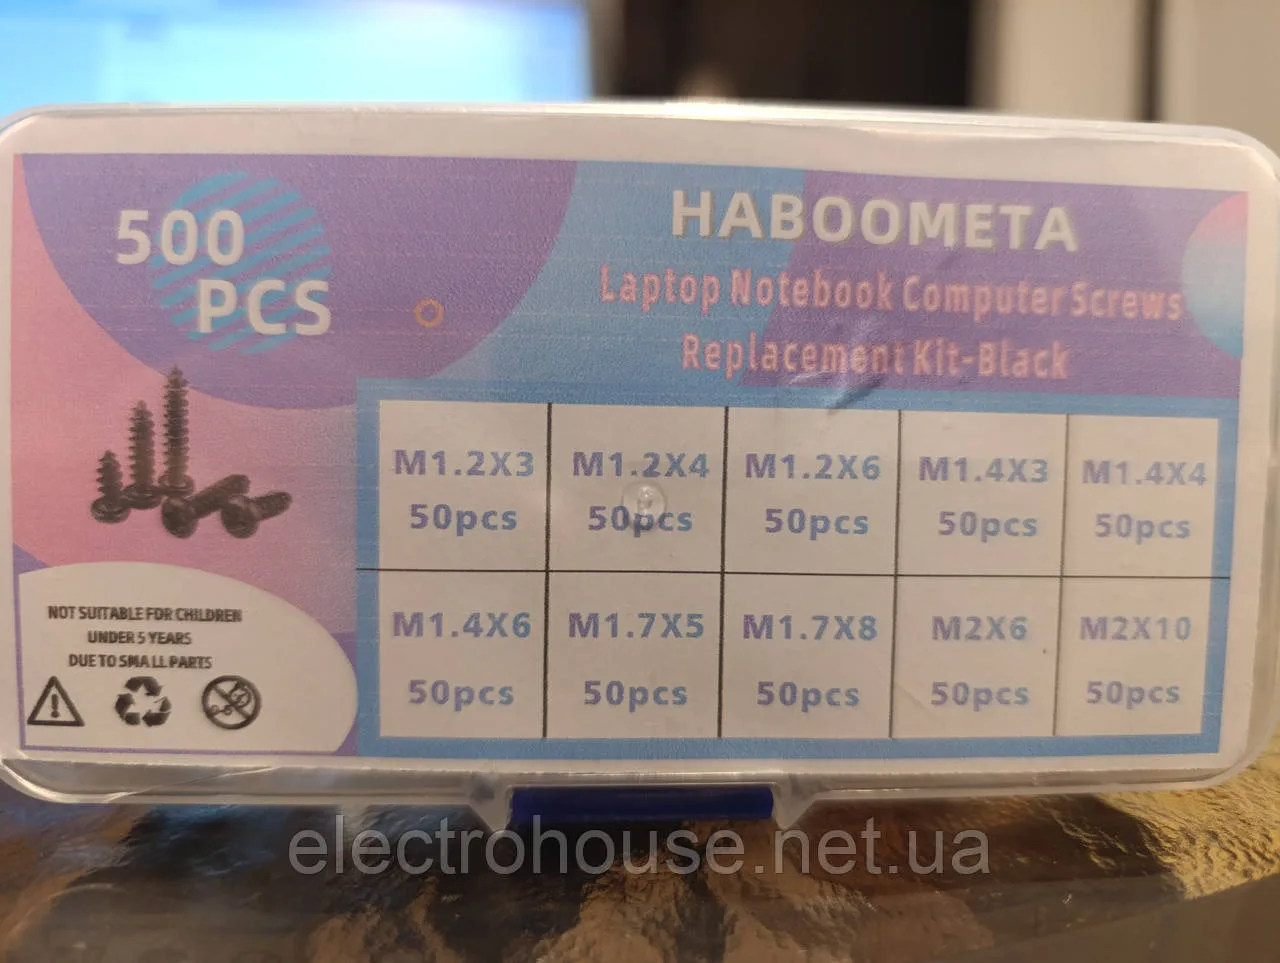 500
PCS
HABOOMETA
Laptop Notebook Computer Screws
Replacement Kit-Black
M1.2X3 M1.2X4 M1.2X6 M1.4X3 M1.4X4
50pcs 50pcs 50pcs 50pcs 50pcs
M1.4X6 M1.7X5 M1.7X8 M2X6 M2X10
50pcs 50pcs 50pcs 50pcs 50pcs
NOT SUITABLE FOR CHILDREN
UNDER 5 YEARS
DUE TO SMALL PARTS
electrohouse.net.ua